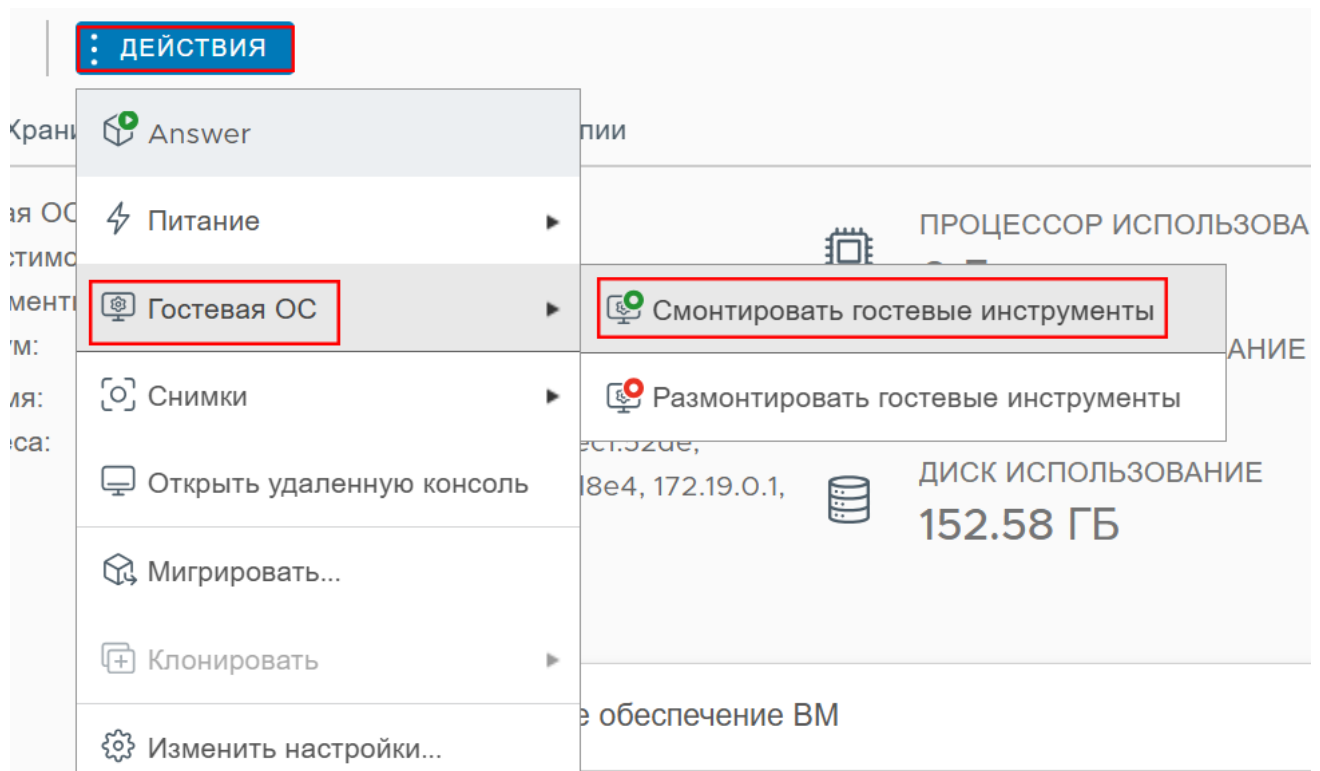 ДЕЙСТВИЯ
Answer
пии
Питание
ПРОЦЕССОР ИСПОЛЬЗОВА
Гостевая ОС
Смонтировать гостевые инструменты
АНИЕ
Снимки
Размонтировать гостевые инструменты
Открыть удаленную консоль
18e4, 172.19.0.1,
ДИСК ИСПОЛЬЗОВАНИЕ
152.58 ГБ
Мигрировать...
Клонировать
е обеспечение ВМ
Изменить настройки...